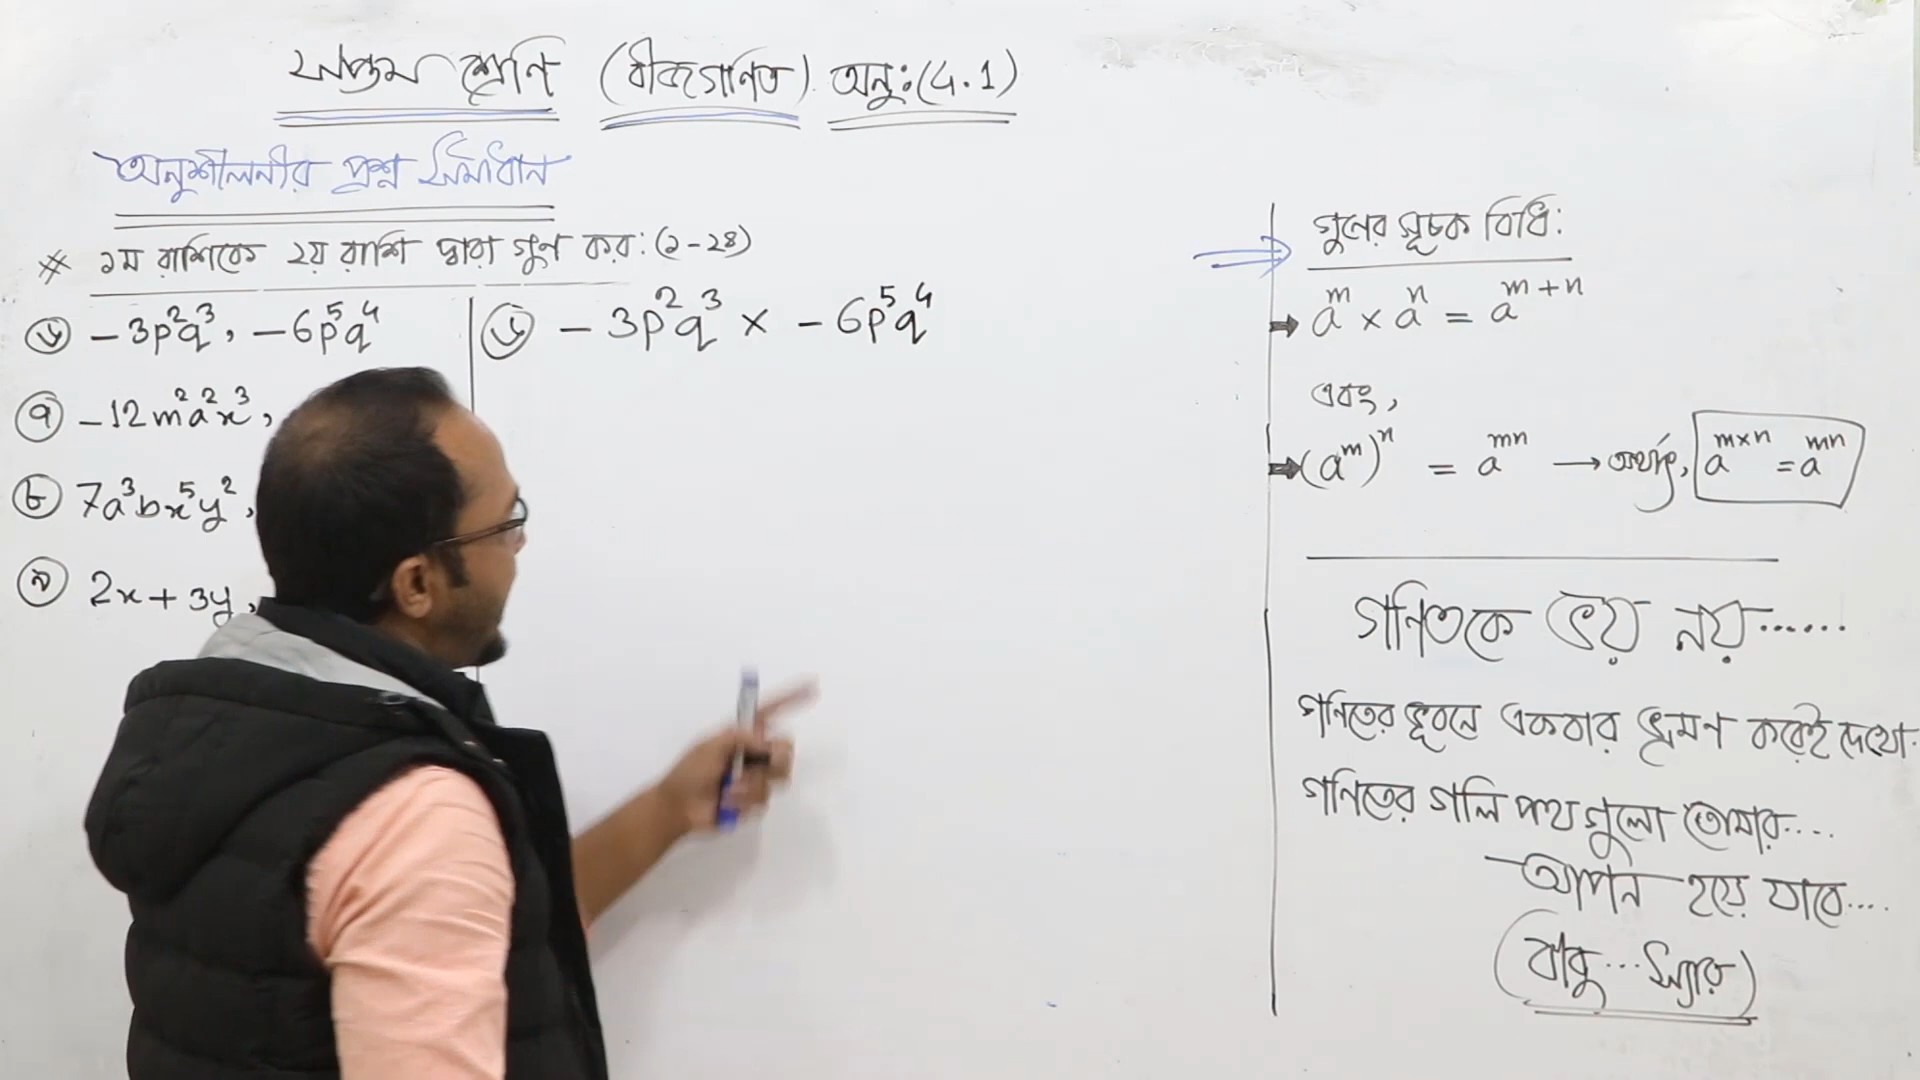 সপ্তম শ্রেণি (বীজগণিত) অনুঃ(4.1)
অনুশীলনীর প্রশ্ন সমাধান
* ১ম রাশিকে ২য় রাশি দ্বারা গুণ কর: (১-২৪)
৬ -3p²q³, -6p⁵q⁴
৭ -12m²a²x³,
৮ 7a³bx⁵y²,
৯ 2x+3y,
৬ -3p²q³ × -6p⁵q⁴
গুনের সূচক বিধি:
aᵐ × aⁿ = aᵐ⁺ⁿ
এবং,
(aᵐ)ⁿ = aᵐⁿ → অর্থাৎ, aᵐˣⁿ = aᵐⁿ
গণিতকে ভয় নয়......
গণিতের ভূবনে একবার ভ্রমণ করেই দেখো.
গণিতের গলি পথ গুলো তোমার....
আপন হয়ে যাবে....
(বাবু...স্যার)